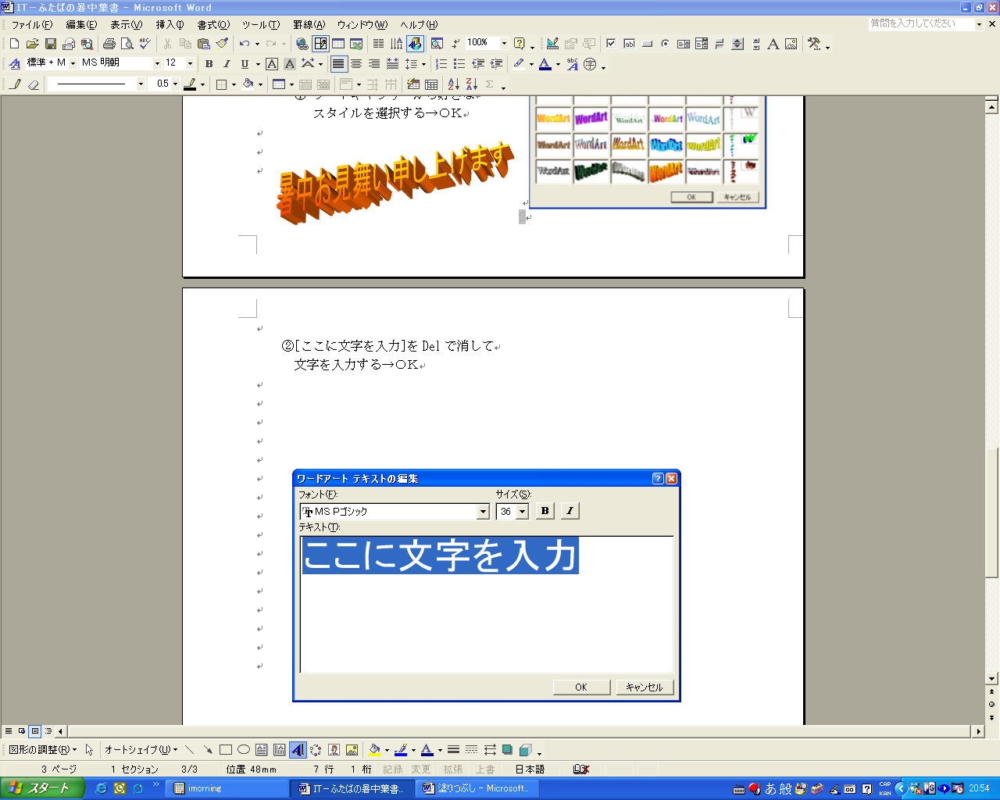 IT－ふたばの暑中葉書 - Microsoft Word
ファイル(F) 編集(E) 表示(V) 挿入(I) 書式(O) ツール(T) 罫線(A) ウィンドウ(W) ヘルプ(H) 質問を入力してください
100%
標準 + M MS 明朝 12 B I U A A
0.5
スタイルを選択する→OK
WordArt WordArt WordArt WordArt WordArt
WordArt WordArt WordArt WordArt WordArt
WordArt WordArt WordArt WordArt WordArt
暑中お見舞い申し上げます
OK キャンセル
2
②[ここに文字を入力]を Del で消して
文字を入力する→OK
ワードアート テキストの編集
フォント(F): サイズ(S):
MS Pゴシック 36 B I
テキスト(T):
ここに文字を入力
OK キャンセル
図形の調整(R) オートシェイプ(U)
3 ページ 1 セクション 3/3 位置 48mm 7 行 1 桁 記録 変更 拡張 上書 日本語
スタート imorning IT－ふたばの暑中葉書... 塗りつぶし - Microsoft... あ 般 CAP KAN 20:54